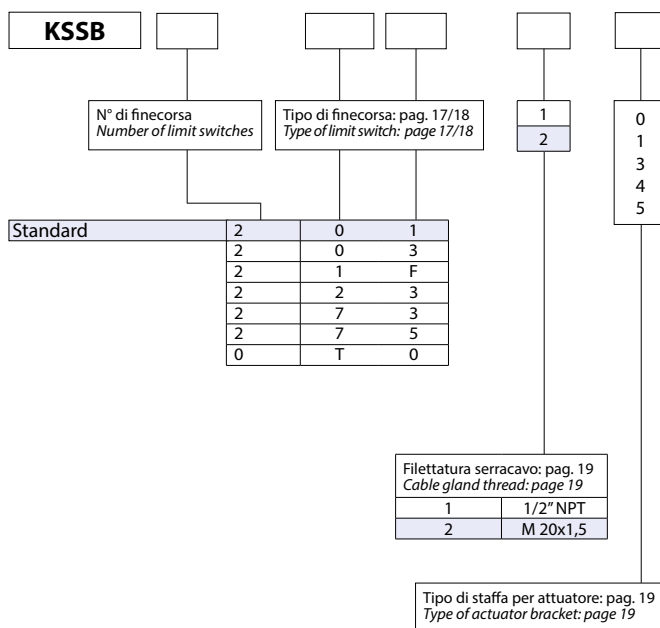 KSSB
N° di finecorsa
Number of limit switches
Tipo di finecorsa: pag. 17/18
Type of limit switch: page 17/18
1
2
0
1
3
4
5
Standard 2 0 1
2 0 3
2 1 F
2 2 3
2 7 3
2 7 5
0 T 0
Filettatura serracavo: pag. 19
Cable gland thread: page 19
1 1/2” NPT
2 M 20x1,5
Tipo di staffa per attuatore: pag. 19
Type of actuator bracket: page 19